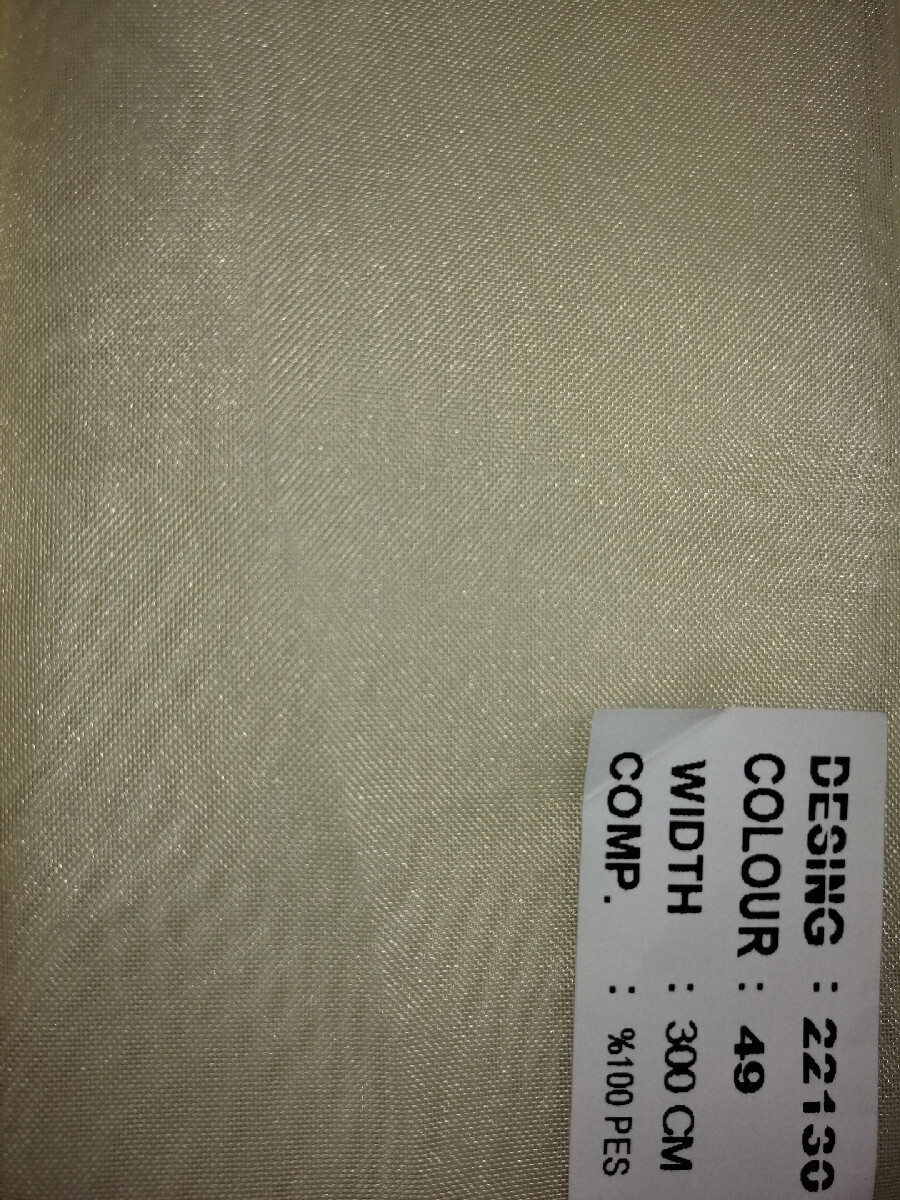 DESING : 22130
COLOUR : 49
WIDTH : 300 CM
COMP. : %100 PES